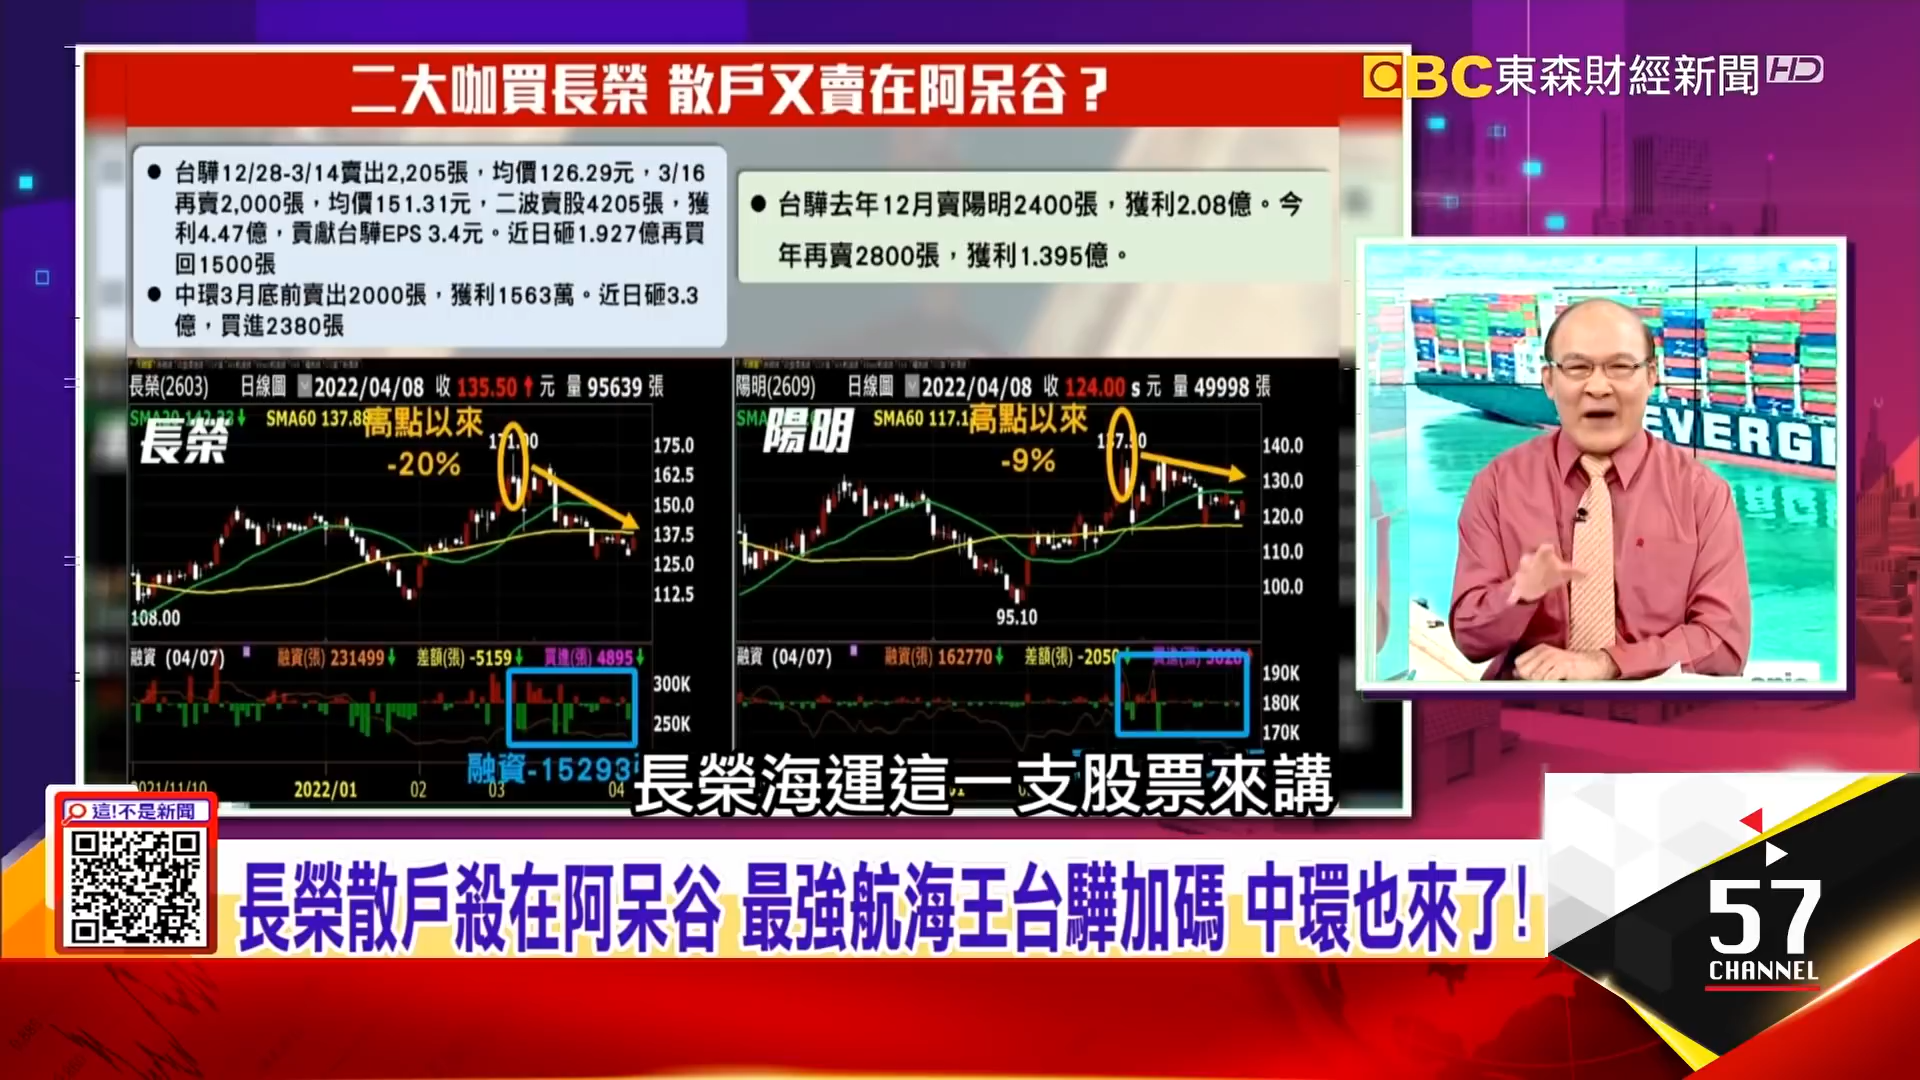 二大咖買長榮 散戶又賣在阿呆谷？
EBC東森財經新聞HD
● 台驊12/28-3/14賣出2,205張，均價126.29元，3/16
再賣2,000張，均價151.31元，二波賣股4205張，獲
利4.47億，貢獻台驊EPS 3.4元。近日砸1.927億再買
回1500張
● 中環3月底前賣出2000張，獲利1563萬。近日砸3.3
億，買進2380張
● 台驊去年12月賣陽明2400張，獲利2.08億。今
年再賣2800張，獲利1.395億。
長榮(2603) 日線圖 2022/04/08 收 135.50↑元 量 95639 張
SMA20 142.33↓ SMA60 137.88
長榮
高點以來
-20%
171.00
175.0
162.5
150.0
137.5
125.0
112.5
108.00
融資 (04/07) 融資(張) 231499↓ 差額(張) -5159↓ 買進(張) 4895↓
300K
250K
融資-15293
2021/11/10 2022/01 02 03 04
陽明(2609) 日線圖 2022/04/08 收 124.00 s 元 量 49998 張
SMA60 117.1
陽明
高點以來
-9%
140.0
130.0
120.0
110.0
100.0
95.10
融資 (04/07) 融資(張) 162770↓ 差額(張) -2050↓
190K
180K
170K
EVERG
長榮海運這一支股票來講
這!不是新聞
長榮散戶殺在阿呆谷 最強航海王台驊加碼 中環也來了!
57
CHANNEL